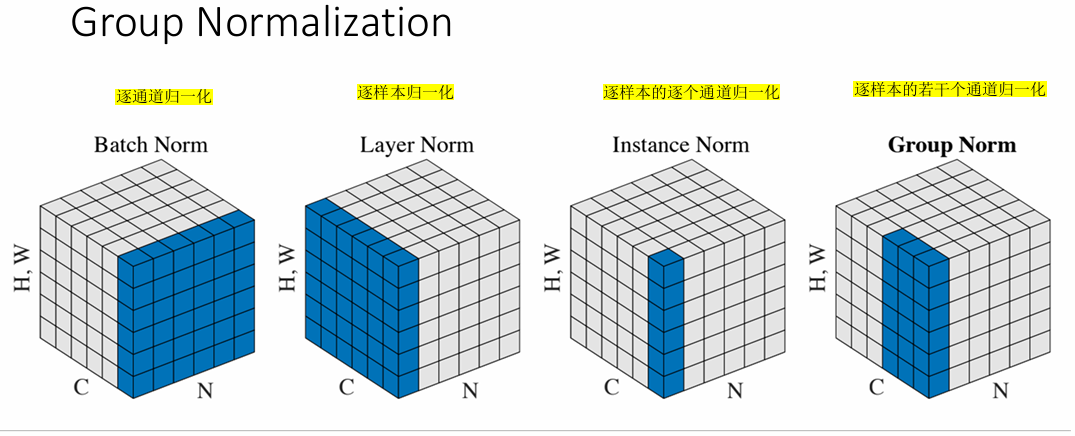 Group Normalization
逐通道归一化
逐样本归一化
逐样本的逐个通道归一化
逐样本的若干个通道归一化
Batch Norm
Layer Norm
Instance Norm
Group Norm
H, W
C
N
H, W
C
N
H, W
C
N
H, W
C
N